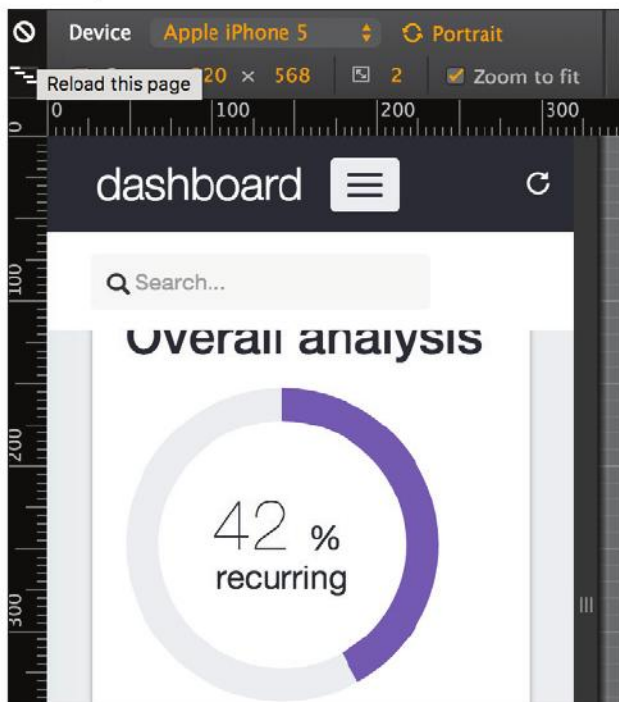 Device Apple iPhone 5 Portrait
Reload this page 20 × 568 2 Zoom to fit
0 100 200 300
dashboard
100
Search...
Overall analysis
200
42 %
recurring
300